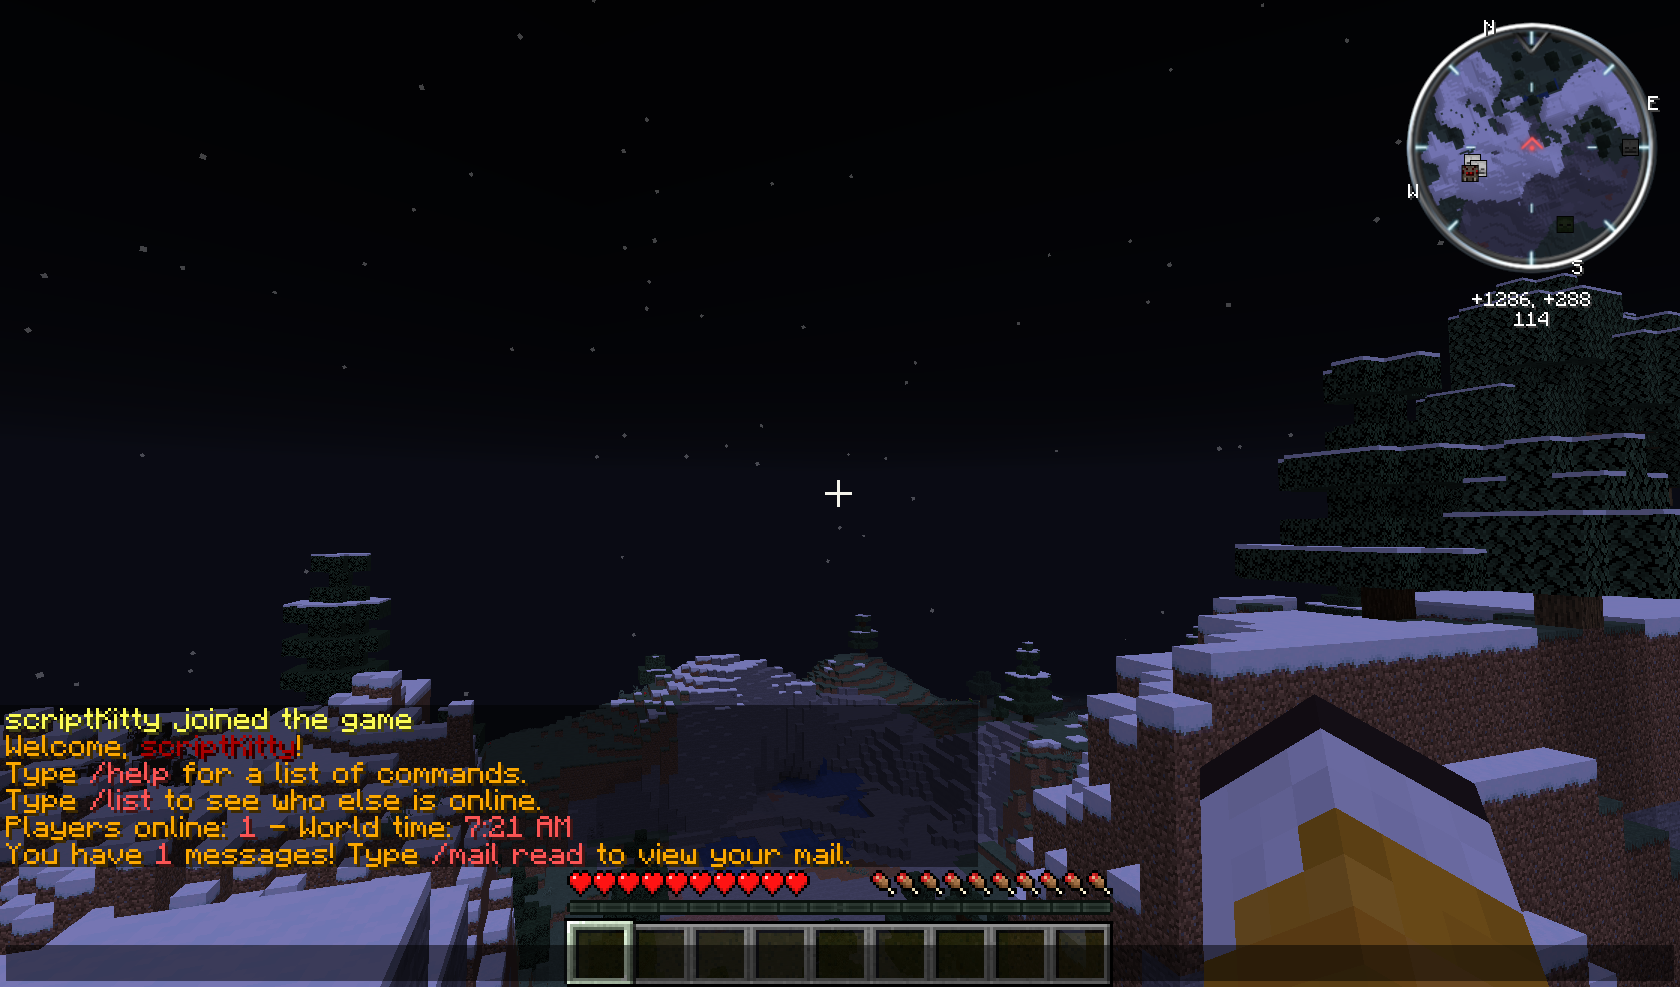 N
E
W
S
+1286, +288
114
scriptKitty joined the game
Welcome, scriptKitty!
Type /help for a list of commands.
Type /list to see who else is online.
Players online: 1 - World time: 7:21 AM
You have 1 messages! Type /mail read to view your mail.